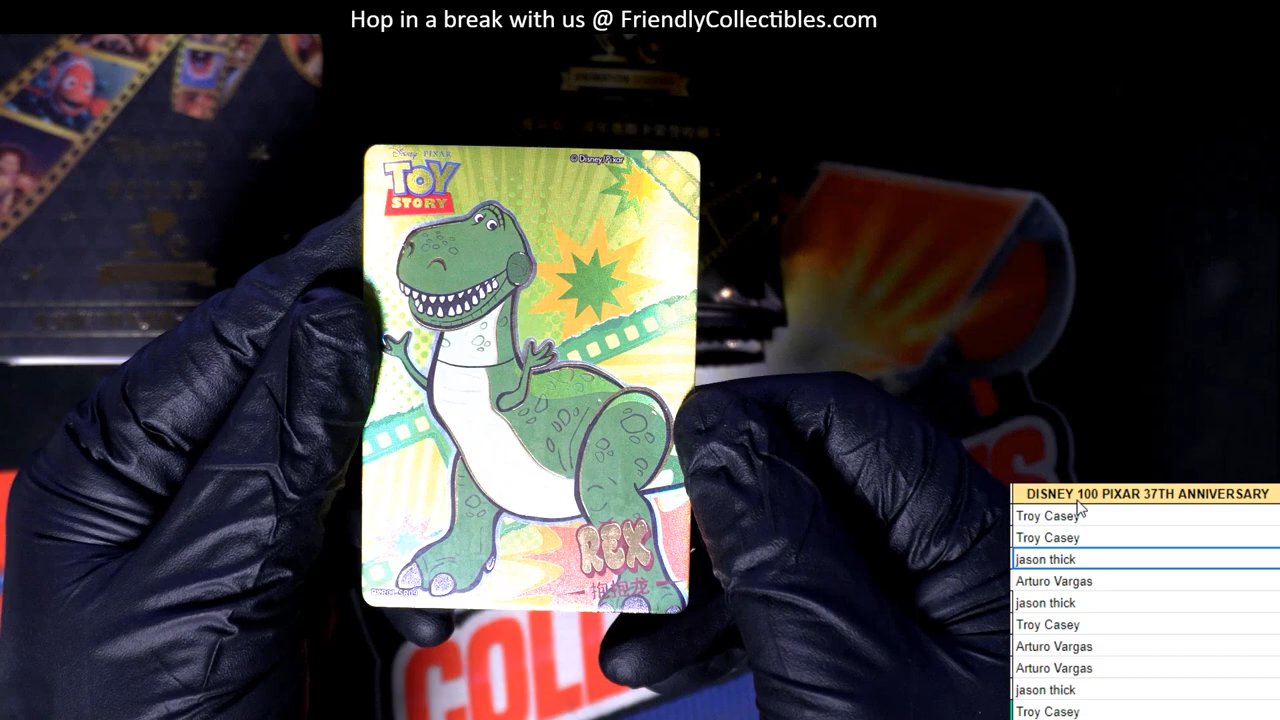 Hop in a break with us @ FriendlyCollectibles.com
Disney PIXAR
TOY
STORY
© Disney/Pixar
REX
抱抱龙
COLL
DISNEY 100 PIXAR 37TH ANNIVERSARY
Troy Casey
Troy Casey
jason thick
Arturo Vargas
jason thick
Troy Casey
Arturo Vargas
Arturo Vargas
jason thick
Troy Casey